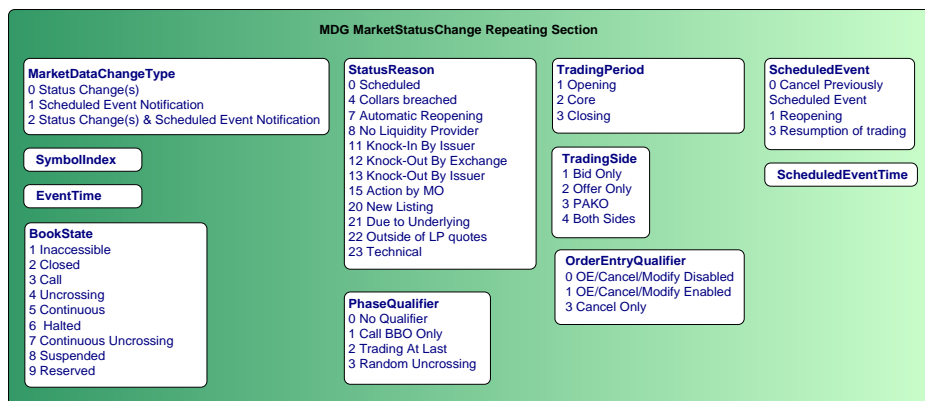 MDG MarketStatusChange Repeating Section
MarketDataChangeType
0 Status Change(s)
1 Scheduled Event Notification
2 Status Change(s) & Scheduled Event Notification
SymbolIndex
EventTime
BookState
1 Inaccessible
2 Closed
3 Call
4 Uncrossing
5 Continuous
6 Halted
7 Continuous Uncrossing
8 Suspended
9 Reserved
StatusReason
0 Scheduled
4 Collars breached
7 Automatic Reopening
8 No Liquidity Provider
11 Knock-In By Issuer
12 Knock-Out By Exchange
13 Knock-Out By Issuer
15 Action by MO
20 New Listing
21 Due to Underlying
22 Outside of LP quotes
23 Technical
PhaseQualifier
0 No Qualifier
1 Call BBO Only
2 Trading At Last
3 Random Uncrossing
TradingPeriod
1 Opening
2 Core
3 Closing
TradingSide
1 Bid Only
2 Offer Only
3 PAKO
4 Both Sides
OrderEntryQualifier
0 OE/Cancel/Modify Disabled
1 OE/Cancel/Modify Enabled
3 Cancel Only
ScheduledEvent
0 Cancel Previously
Scheduled Event
1 Reopening
3 Resumption of trading
ScheduledEventTime